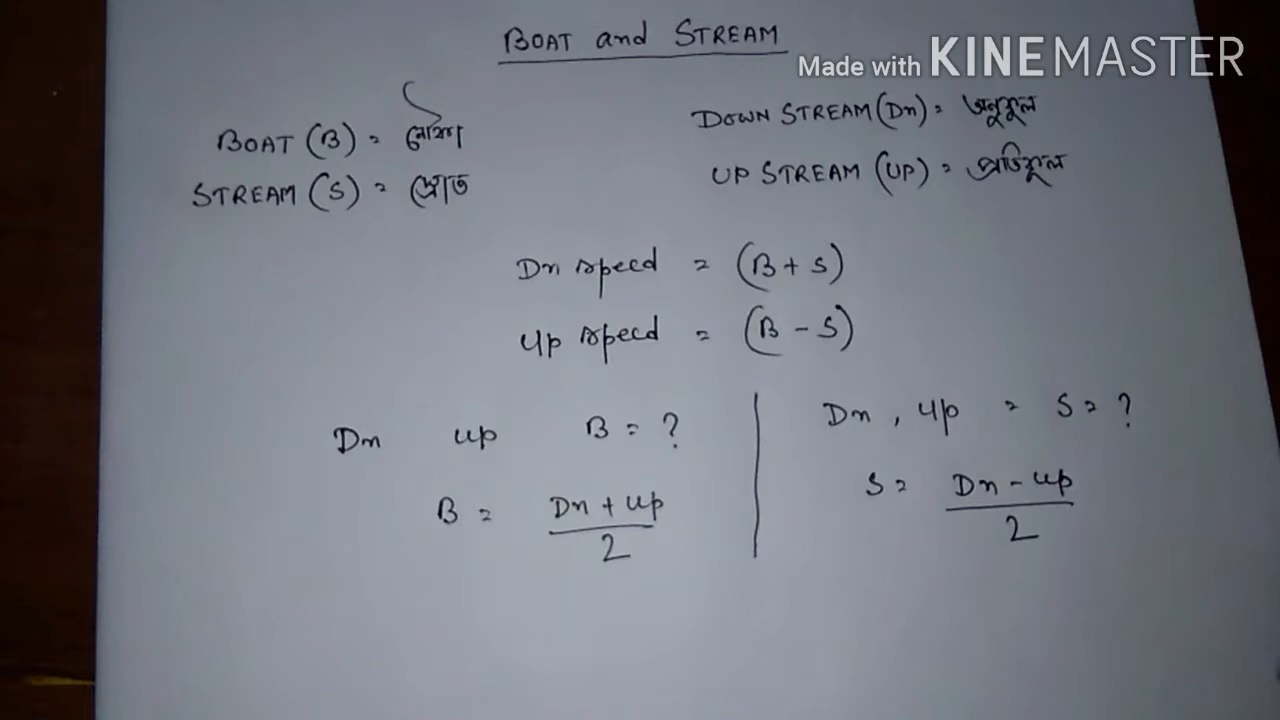 BOAT and STREAM
Made with KINEMASTER
BOAT (B) = নৌকা
STREAM (S) = স্রোত
DOWN STREAM (Dn) = অনুকূল
UP STREAM (UP) = প্রতিকূল
Dn speed = (B + S)
Up speed = (B - S)
Dn up B = ?
B = Dn + up / 2
Dn, up = S = ?
S = Dn - up / 2